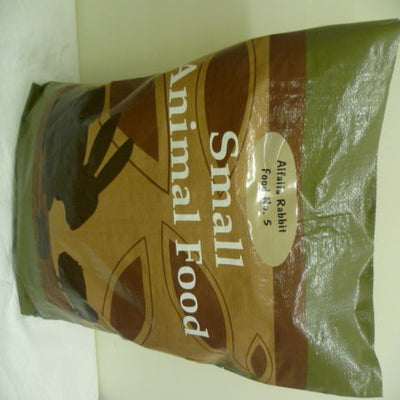 Alfalfa Rabbit
Food No. 5
Small
Animal Food